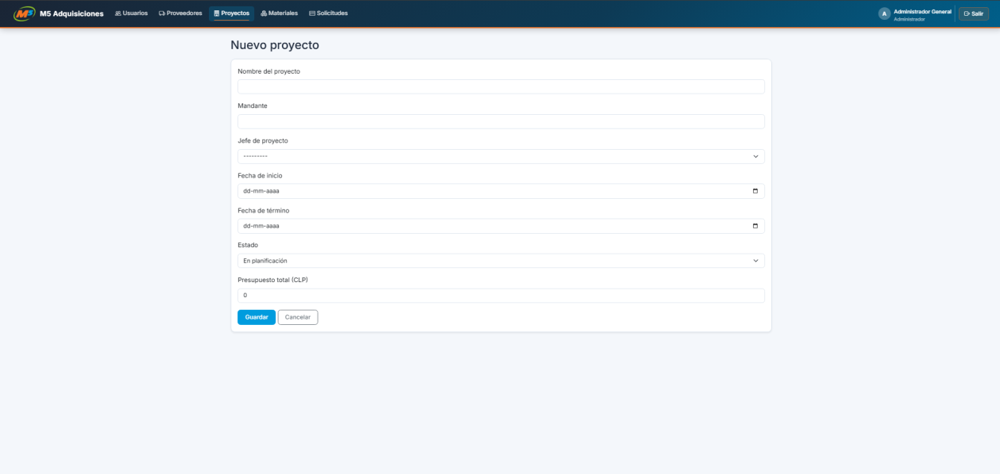 M5 M5 Adquisiciones Usuarios Proveedores Proyectos Materiales Solicitudes A Administrador General Salir
Administrador
Nuevo proyecto
Nombre del proyecto
Mandante
Jefe de proyecto
---------
Fecha de inicio
dd-mm-aaaa
Fecha de término
dd-mm-aaaa
Estado
En planificación
Presupuesto total (CLP)
0
Guardar Cancelar